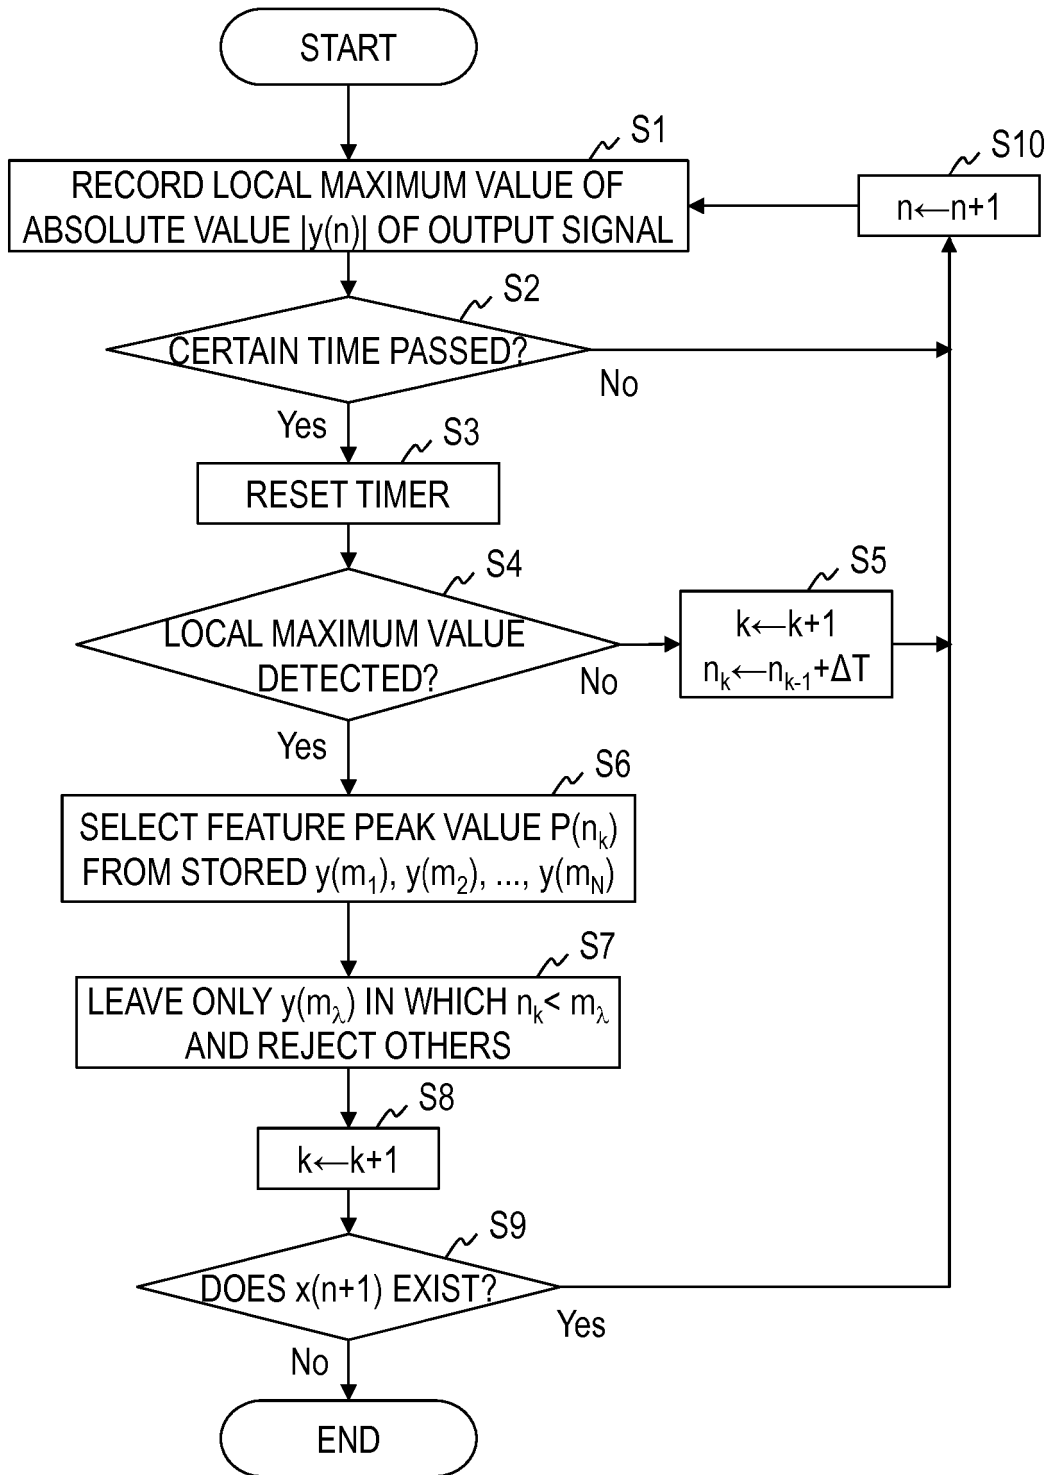 START
S1
RECORD LOCAL MAXIMUM VALUE OF
ABSOLUTE VALUE |y(n)| OF OUTPUT SIGNAL
S10
n←n+1
S2
CERTAIN TIME PASSED?
No
Yes
S3
RESET TIMER
S4
LOCAL MAXIMUM VALUE
DETECTED?
No
Yes
S5
k←k+1
nₖ←nₖ₋₁+ΔT
S6
SELECT FEATURE PEAK VALUE P(nₖ)
FROM STORED y(m₁), y(m₂), ..., y(m_N)
S7
LEAVE ONLY y(m_λ) IN WHICH nₖ< m_λ
AND REJECT OTHERS
S8
k←k+1
S9
DOES x(n+1) EXIST?
Yes
No
END